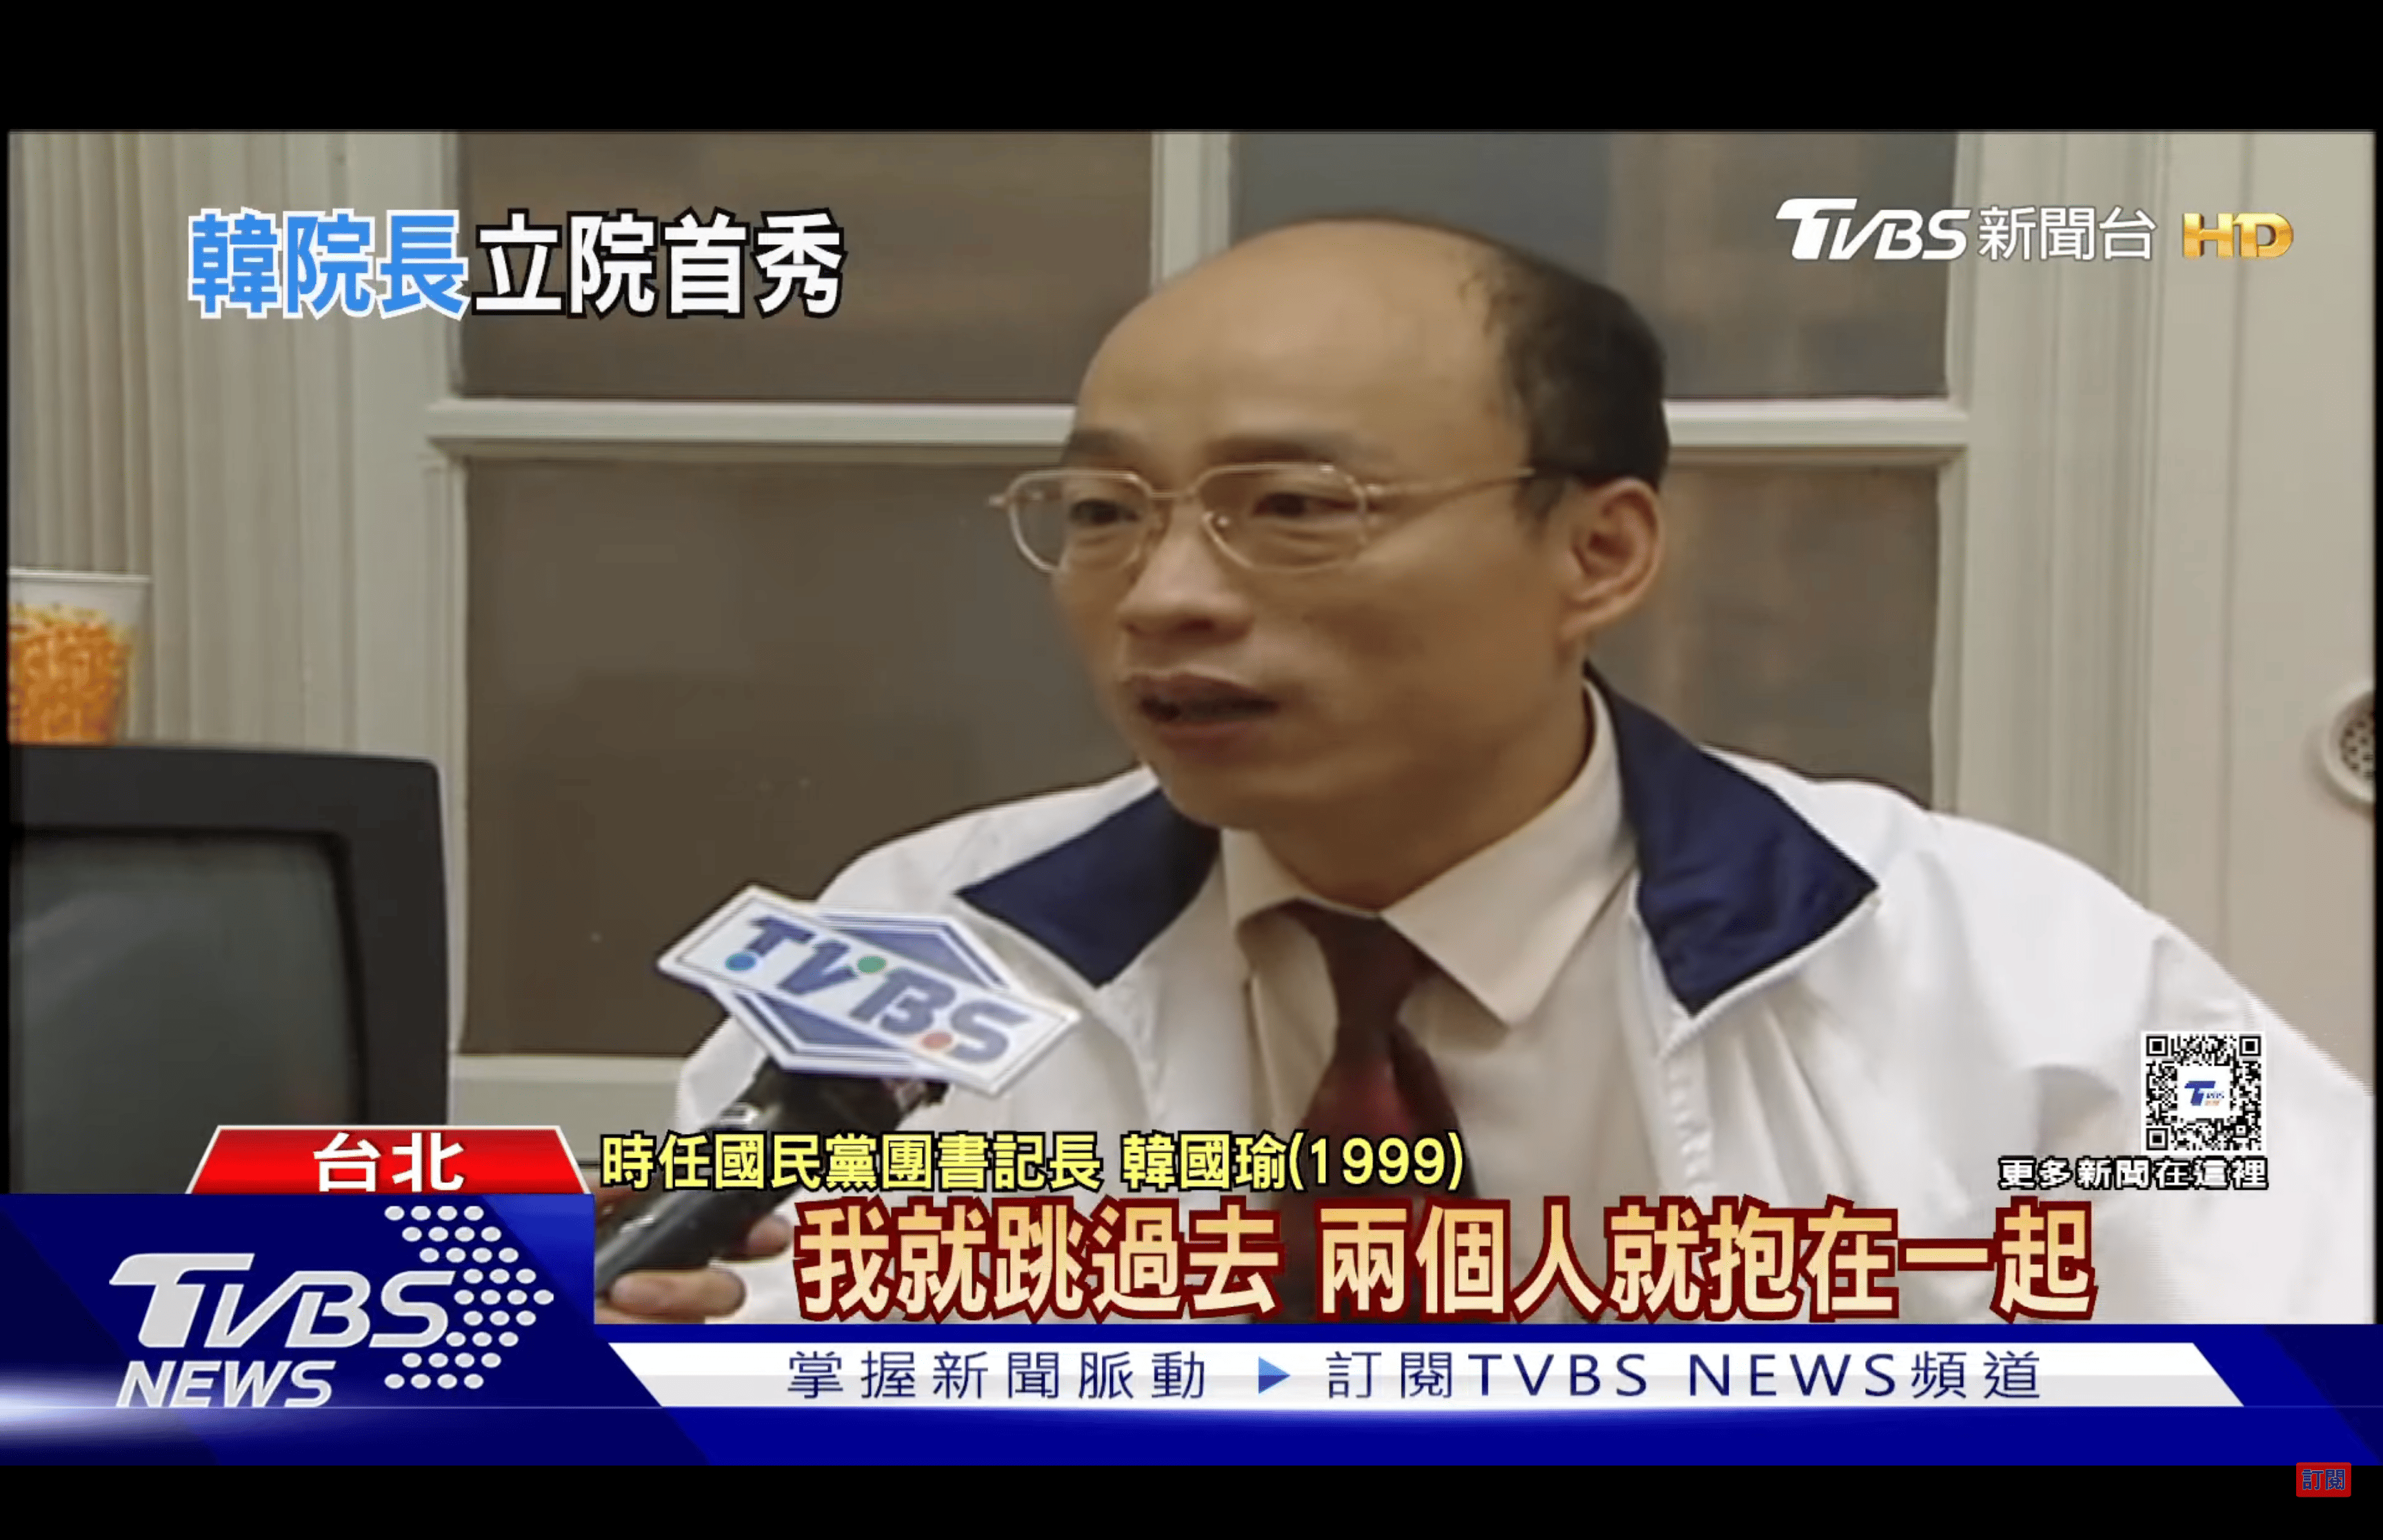 韓院長立院首秀
TVBS新聞台 HD
TVBS
TVBS
更多新聞在這裡
台北
時任國民黨團書記長 韓國瑜(1999)
我就跳過去 兩個人就抱在一起
TVBS
NEWS
掌握新聞脈動 ▶ 訂閱TVBS NEWS頻道
訂閱